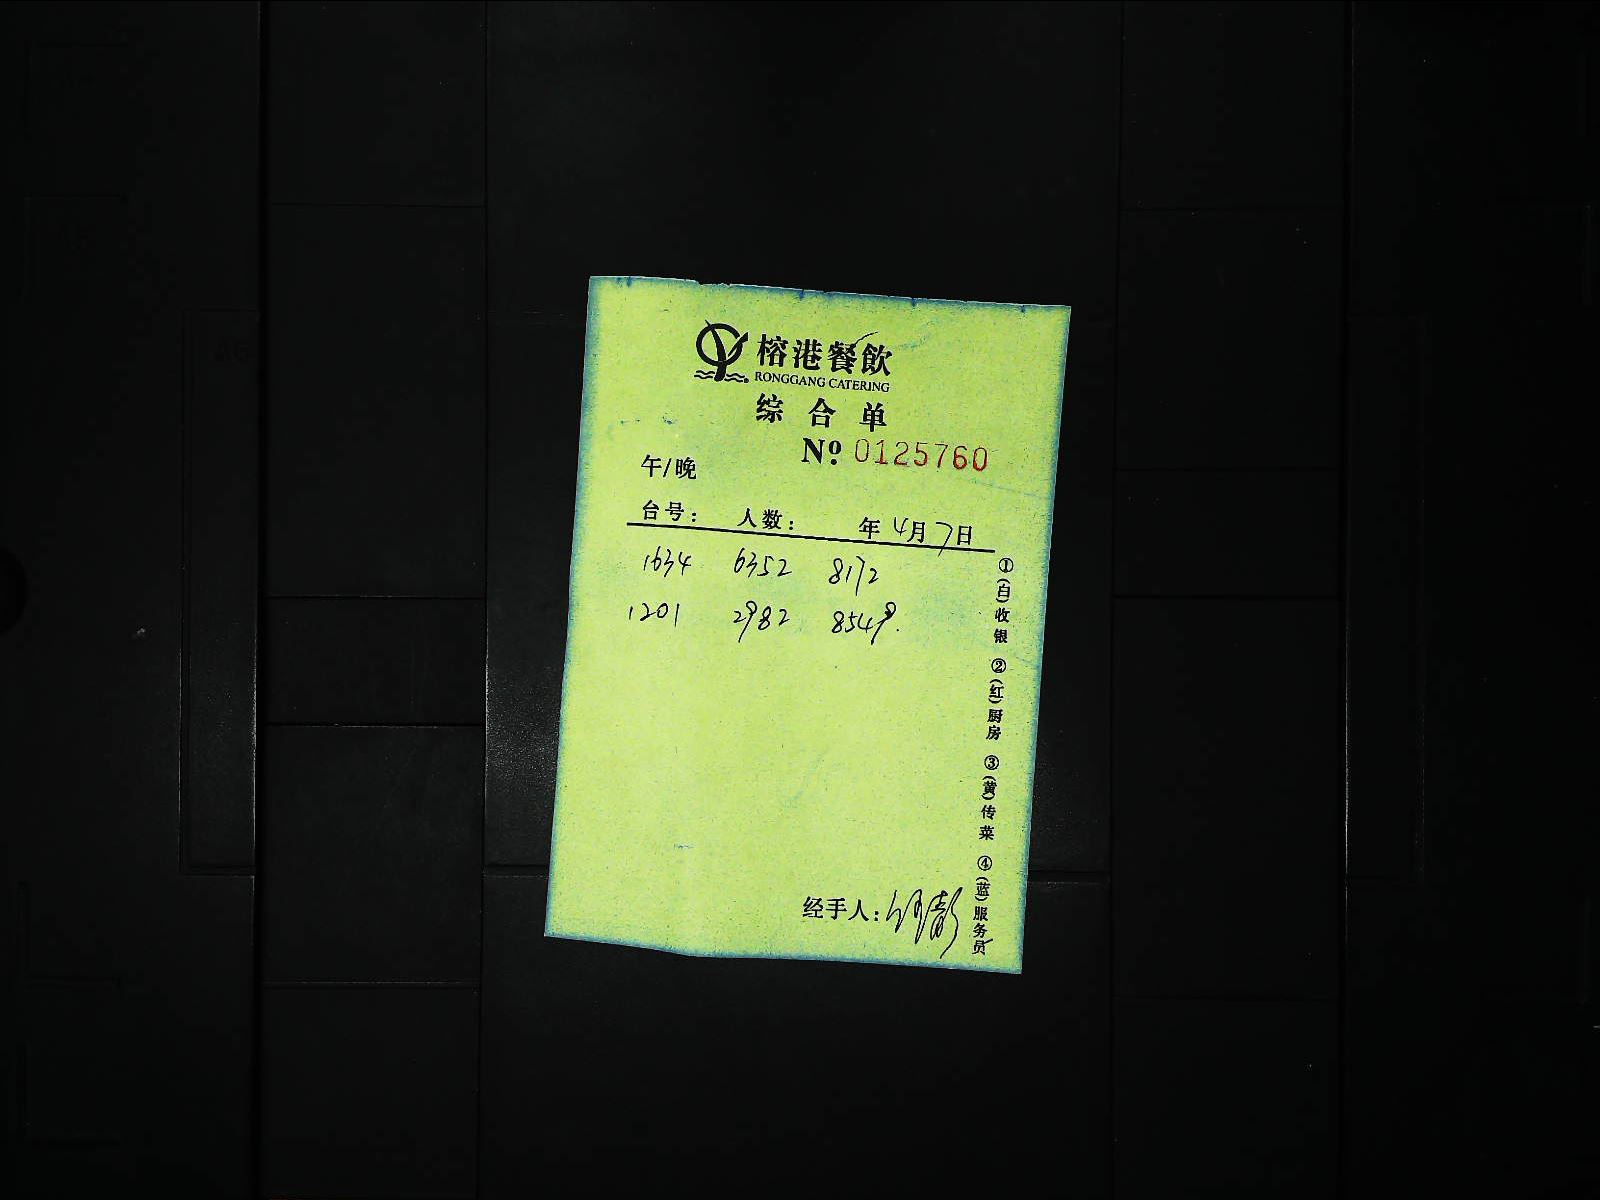 榕港餐飲
RONGGANG CATERING
综合单
Nº 0125760
午/晚
台号: 人数: 年 4月 7日
1634 6352 8172
1201 2982 8549.
①(白)收银 ②(红)厨房 ③(黄)传菜 ④(蓝)服务员
经手人: